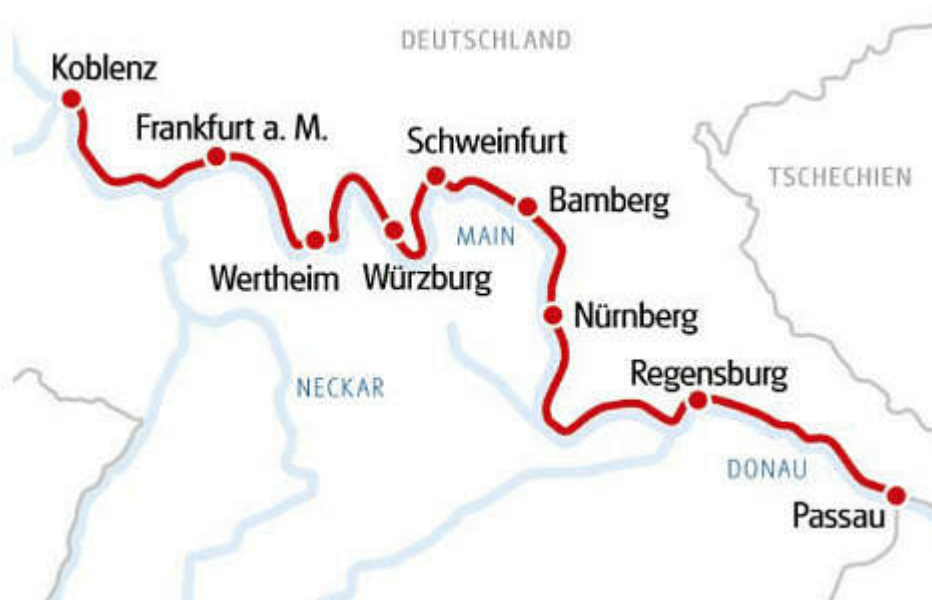 DEUTSCHLAND
Koblenz
Frankfurt a. M.
Schweinfurt
TSCHECHIEN
Bamberg
MAIN
Wertheim
Würzburg
Nürnberg
Regensburg
NECKAR
DONAU
Passau